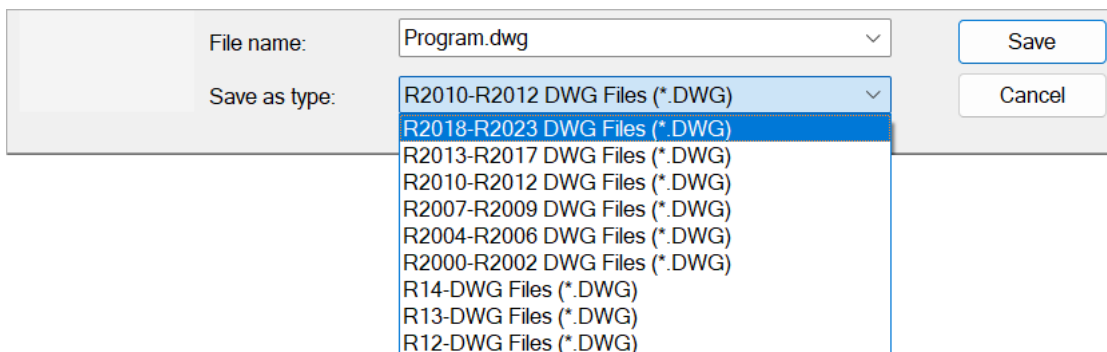 File name:
Program.dwg
Save
Save as type:
R2010-R2012 DWG Files (*.DWG)
Cancel
R2018-R2023 DWG Files (*.DWG)
R2013-R2017 DWG Files (*.DWG)
R2010-R2012 DWG Files (*.DWG)
R2007-R2009 DWG Files (*.DWG)
R2004-R2006 DWG Files (*.DWG)
R2000-R2002 DWG Files (*.DWG)
R14-DWG Files (*.DWG)
R13-DWG Files (*.DWG)
R12-DWG Files (*.DWG)